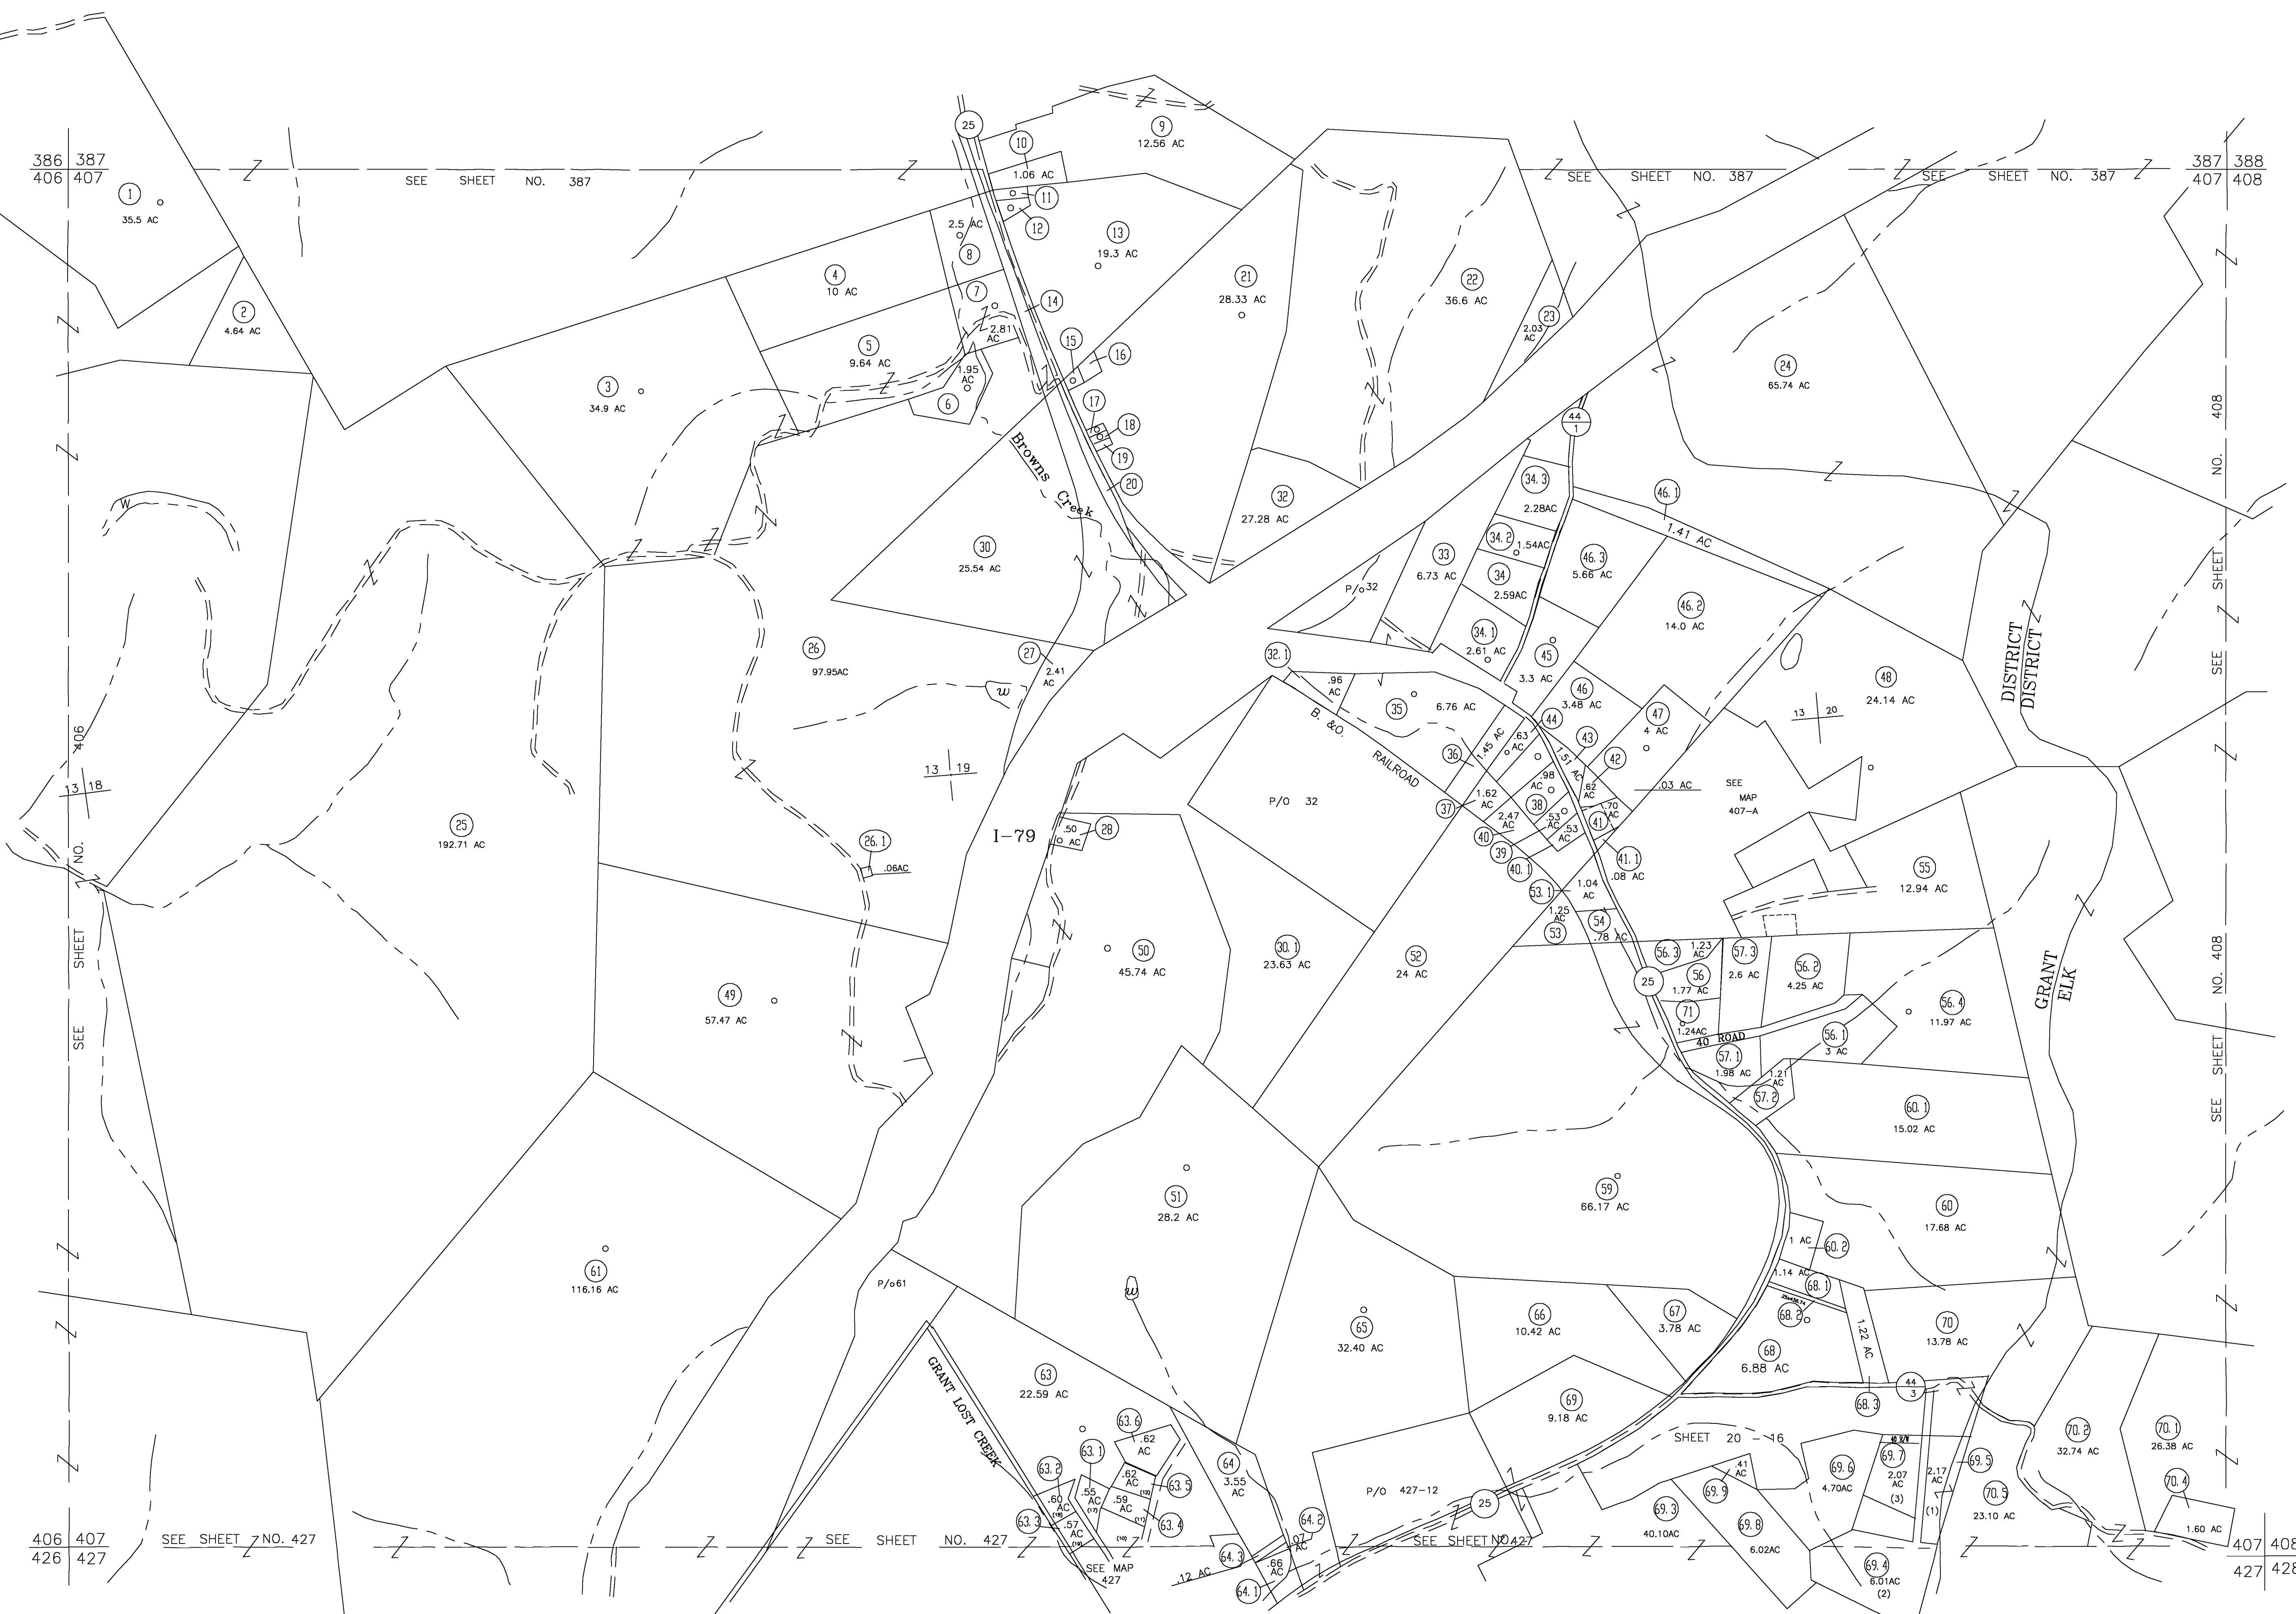 386 387
406 407
SEE SHEET NO. 387
SEE SHEET NO. 387
SEE SHEET NO. 387
387 388
407 408
1
35.5 AC
2
4.64 AC
3
34.9 AC
4
10 AC
5
9.64 AC
6
1.95 AC
7
2.81 AC
8
2.5 AC
25
9
12.56 AC
10
1.06 AC
11
12
13
19.3 AC
14
15
16
17
18
19
20
21
28.33 AC
22
36.6 AC
23
2.03 AC
24
65.74 AC
44
1
Browns Creek
30
25.54 AC
32
27.28 AC
33
6.73 AC
P/o 32
34.3
2.28AC
34.2
1.54AC
34
2.59AC
34.1
2.61 AC
46.1
1.41 AC
46.3
5.66 AC
46.2
14.0 AC
45
3.3 AC
46
3.48 AC
47
4 AC
48
24.14 AC
13 20
DISTRICT
DISTRICT
SEE SHEET NO. 408
SEE SHEET NO. 406
W
13 18
25
192.71 AC
26
97.95AC
27
2.41 AC
w
13 19
26.1
.06AC
I-79
28
.50 AC
32.1
.96 AC
35
6.76 AC
B. &O. RAILROAD
P/O 32
36
1.45 AC
37
1.62 AC
44
.63 AC
43
1.51 AC
42
.62 AC
.98 AC
38
.70 AC
41
.53 AC
.53 AC
2.47 AC
40
39
40.1
41.1
.08 AC
.03 AC
SEE MAP 407-A
53.1
1.04 AC
1.25 AC
53
54
.78 AC
55
12.94 AC
49
57.47 AC
50
45.74 AC
30.1
23.63 AC
52
24 AC
25
56.3
1.23 AC
56
1.77 AC
57.3
2.6 AC
56.2
4.25 AC
71
1.24AC
40 ROAD
57.1
1.98 AC
56.1
3 AC
1.21 AC
57.2
56.4
11.97 AC
GRANT
ELK
SEE SHEET NO. 408
SEE SHEET NO. 406
60.1
15.02 AC
51
28.2 AC
59
66.17 AC
60
17.68 AC
1 AC
60.2
1.14 AC
68.1
25x436.74
68.2
1.22 AC
68
6.88 AC
68.3
70
13.78 AC
44
3
61
116.16 AC
P/o61
w
65
32.40 AC
66
10.42 AC
67
3.78 AC
69
9.18 AC
P/O 427-12
63
22.59 AC
GRANT LOST CREEK
63.6
.62 AC
63.1
.55 AC
(17)
63.2
.60 AC
(18)
63.3
.57 AC
(19)
.62 AC
(12)
63.5
.59 AC
(11)
63.4
(10)
64
3.55 AC
64.2
.07 AC
64.3
.12 AC
.66 AC
64.1
SEE MAP 427
25
SHEET 20 - 16
69.3
40.10AC
.41 AC
69.9
69.8
6.02AC
69.6
4.70AC
40 R/W
69.7
2.07 AC
(3)
2.17 AC
(1)
69.5
70.5
23.10 AC
69.4
6.01AC
(2)
70.2
32.74 AC
70.1
26.38 AC
70.4
1.60 AC
406 407
426 427
SEE SHEET NO. 427
SEE SHEET NO. 427
SEE SHEET NO. 427
407 408
427 428